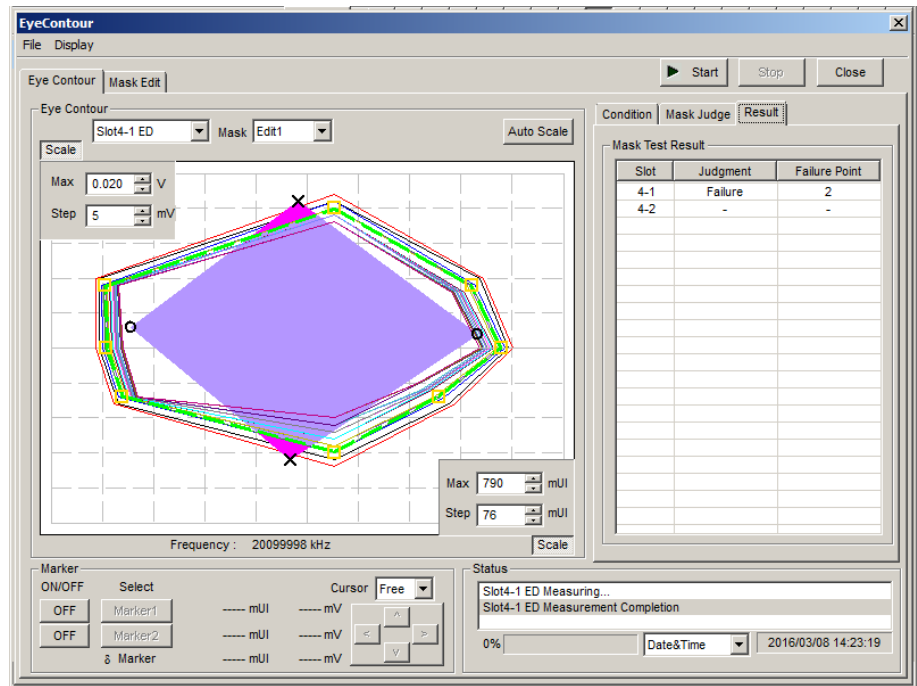 EyeContour
File Display
Start Stop Close
Eye Contour Mask Edit
Condition Mask Judge Result
Eye Contour
Slot4-1 ED Mask Edit1 Auto Scale
Scale
Max 0.020 V
Step 5 mV
Mask Test Result
Slot Judgment Failure Point
4-1 Failure 2
4-2 - -
Max 790 mUI
Step 76 mUI
Frequency : 20099998 kHz Scale
Marker
ON/OFF Select Cursor Free
OFF Marker1 ----- mUI ----- mV
OFF Marker2 ----- mUI ----- mV
δ Marker ----- mUI ----- mV
Status
Slot4-1 ED Measuring...
Slot4-1 ED Measurement Completion
0% Date&Time 2016/03/08 14:23:19